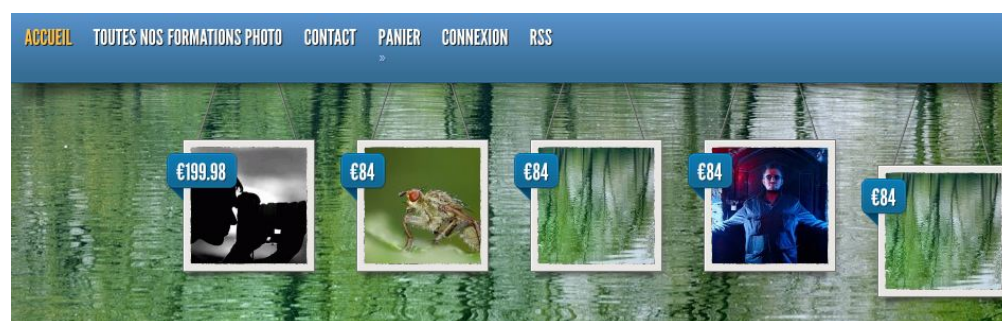 ACCUEIL TOUTES NOS FORMATIONS PHOTO CONTACT PANIER CONNEXION RSS
»
€199.98 €84 €84 €84
€84